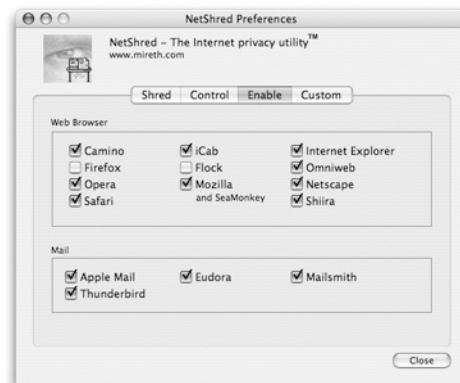 NetShred Preferences
NetShred – The Internet privacy utility™
www.mireth.com
Shred Control Enable Custom
Web Browser
Camino iCab Internet Explorer
Firefox Flock Omniweb
Opera Mozilla Netscape
and SeaMonkey
Safari Shiira
Mail
Apple Mail Eudora Mailsmith
Thunderbird
Close